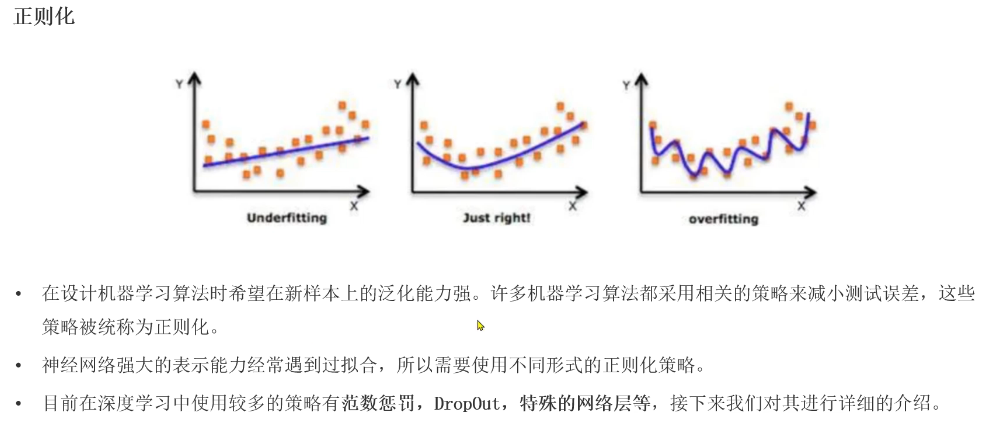 正则化
Y
Y
Y
X
X
X
Underfitting
Just right!
overfitting
• 在设计机器学习算法时希望在新样本上的泛化能力强。许多机器学习算法都采用相关的策略来减小测试误差，这些
策略被统称为正则化。
• 神经网络强大的表示能力经常遇到过拟合，所以需要使用不同形式的正则化策略。
• 目前在深度学习中使用较多的策略有范数惩罚，DropOut，特殊的网络层等，接下来我们对其进行详细的介绍。